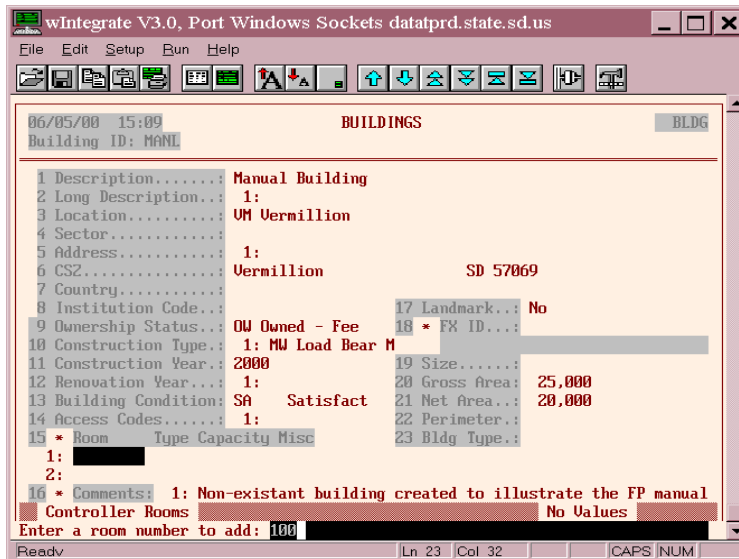 wIntegrate V3.0, Port Windows Sockets datatprd.state.sd.us
File Edit Setup Run Help
06/05/00 15:09 BUILDINGS BLDG
Building ID: MANL
1 Description.......: Manual Building
2 Long Description..: 1:
3 Location..........: VM Vermillion
4 Sector............:
5 Address...........: 1:
6 CSZ...............: Vermillion SD 57069
7 Country...........:
8 Institution Code..: 17 Landmark..: No
9 Ownership Status..: OW Owned - Fee 18 * FX ID...:
10 Construction Type.: 1: MW Load Bear M
11 Construction Year.: 2000 19 Size......:
12 Renovation Year...: 1: 20 Gross Area: 25,000
13 Building Condition: SA Satisfact 21 Net Area..: 20,000
14 Access Codes......: 1: 22 Perimeter.:
15 * Room Type Capacity Misc 23 Bldg Type.:
1:
2:
16 * Comments: 1: Non-existant building created to illustrate the FP manual
Controller Rooms No Values
Enter a room number to add: 100
Ready Ln 23 Col 32 CAPS NUM